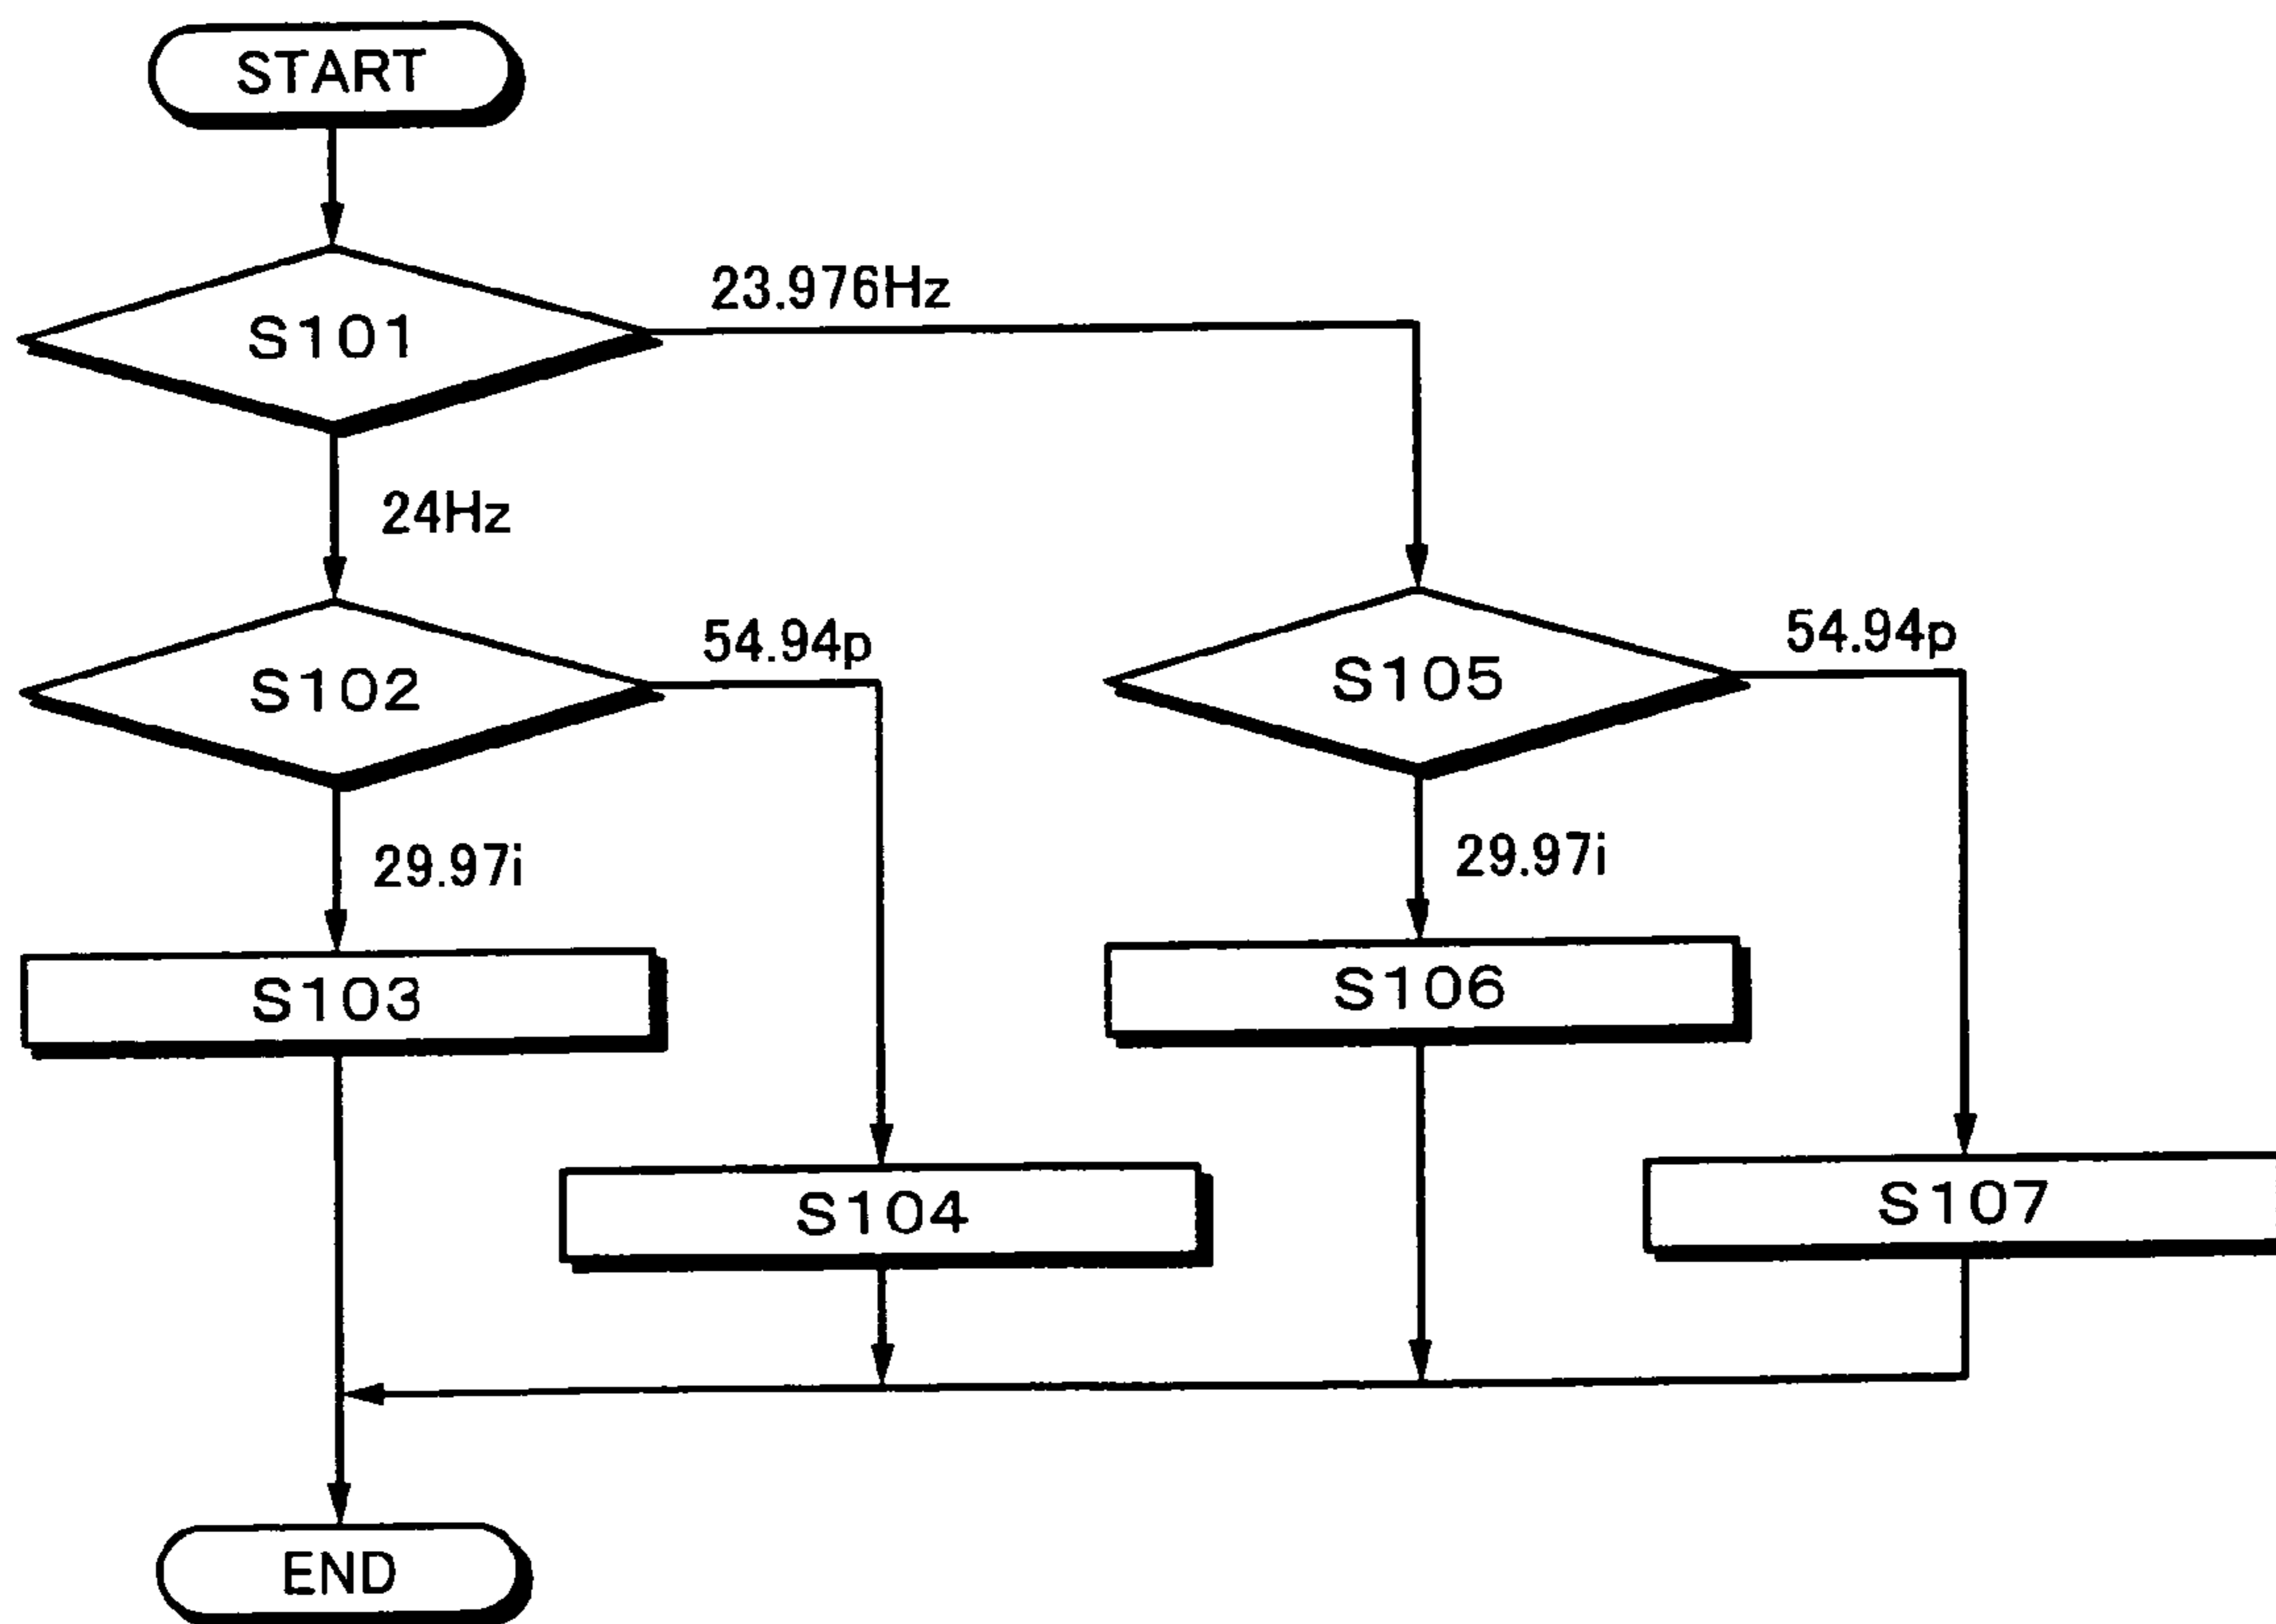 START
S101
23.976Hz
24Hz
S102
54.94p
S105
54.94p
29.97i
29.97i
S103
S106
S104
S107
END